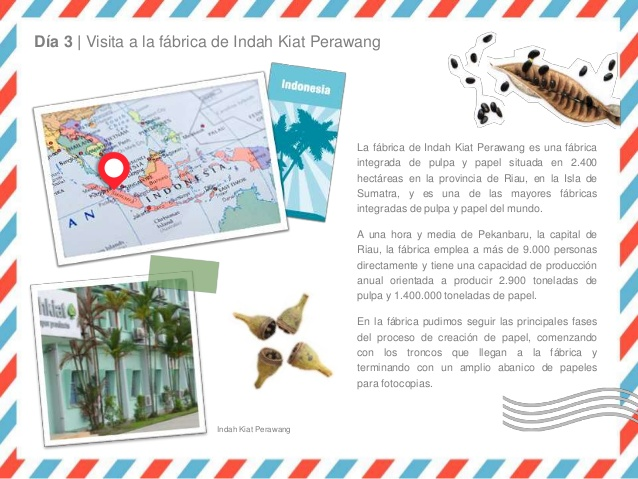 Día 3 | Visita a la fábrica de Indah Kiat Perawang
Indonesia
INDONESIA
La fábrica de Indah Kiat Perawang es una fábrica
integrada de pulpa y papel situada en 2.400
hectáreas en la provincia de Riau, en la Isla de
Sumatra, y es una de las mayores fábricas
integradas de pulpa y papel del mundo.
A una hora y media de Pekanbaru, la capital de
Riau, la fábrica emplea a más de 9.000 personas
directamente y tiene una capacidad de producción
anual orientada a producir 2.900 toneladas de
pulpa y 1.400.000 toneladas de papel.
En la fábrica pudimos seguir las principales fases
del proceso de creación de papel, comenzando
con los troncos que llegan a la fábrica y
terminando con un amplio abanico de papeles
para fotocopias.
Indah Kiat Perawang